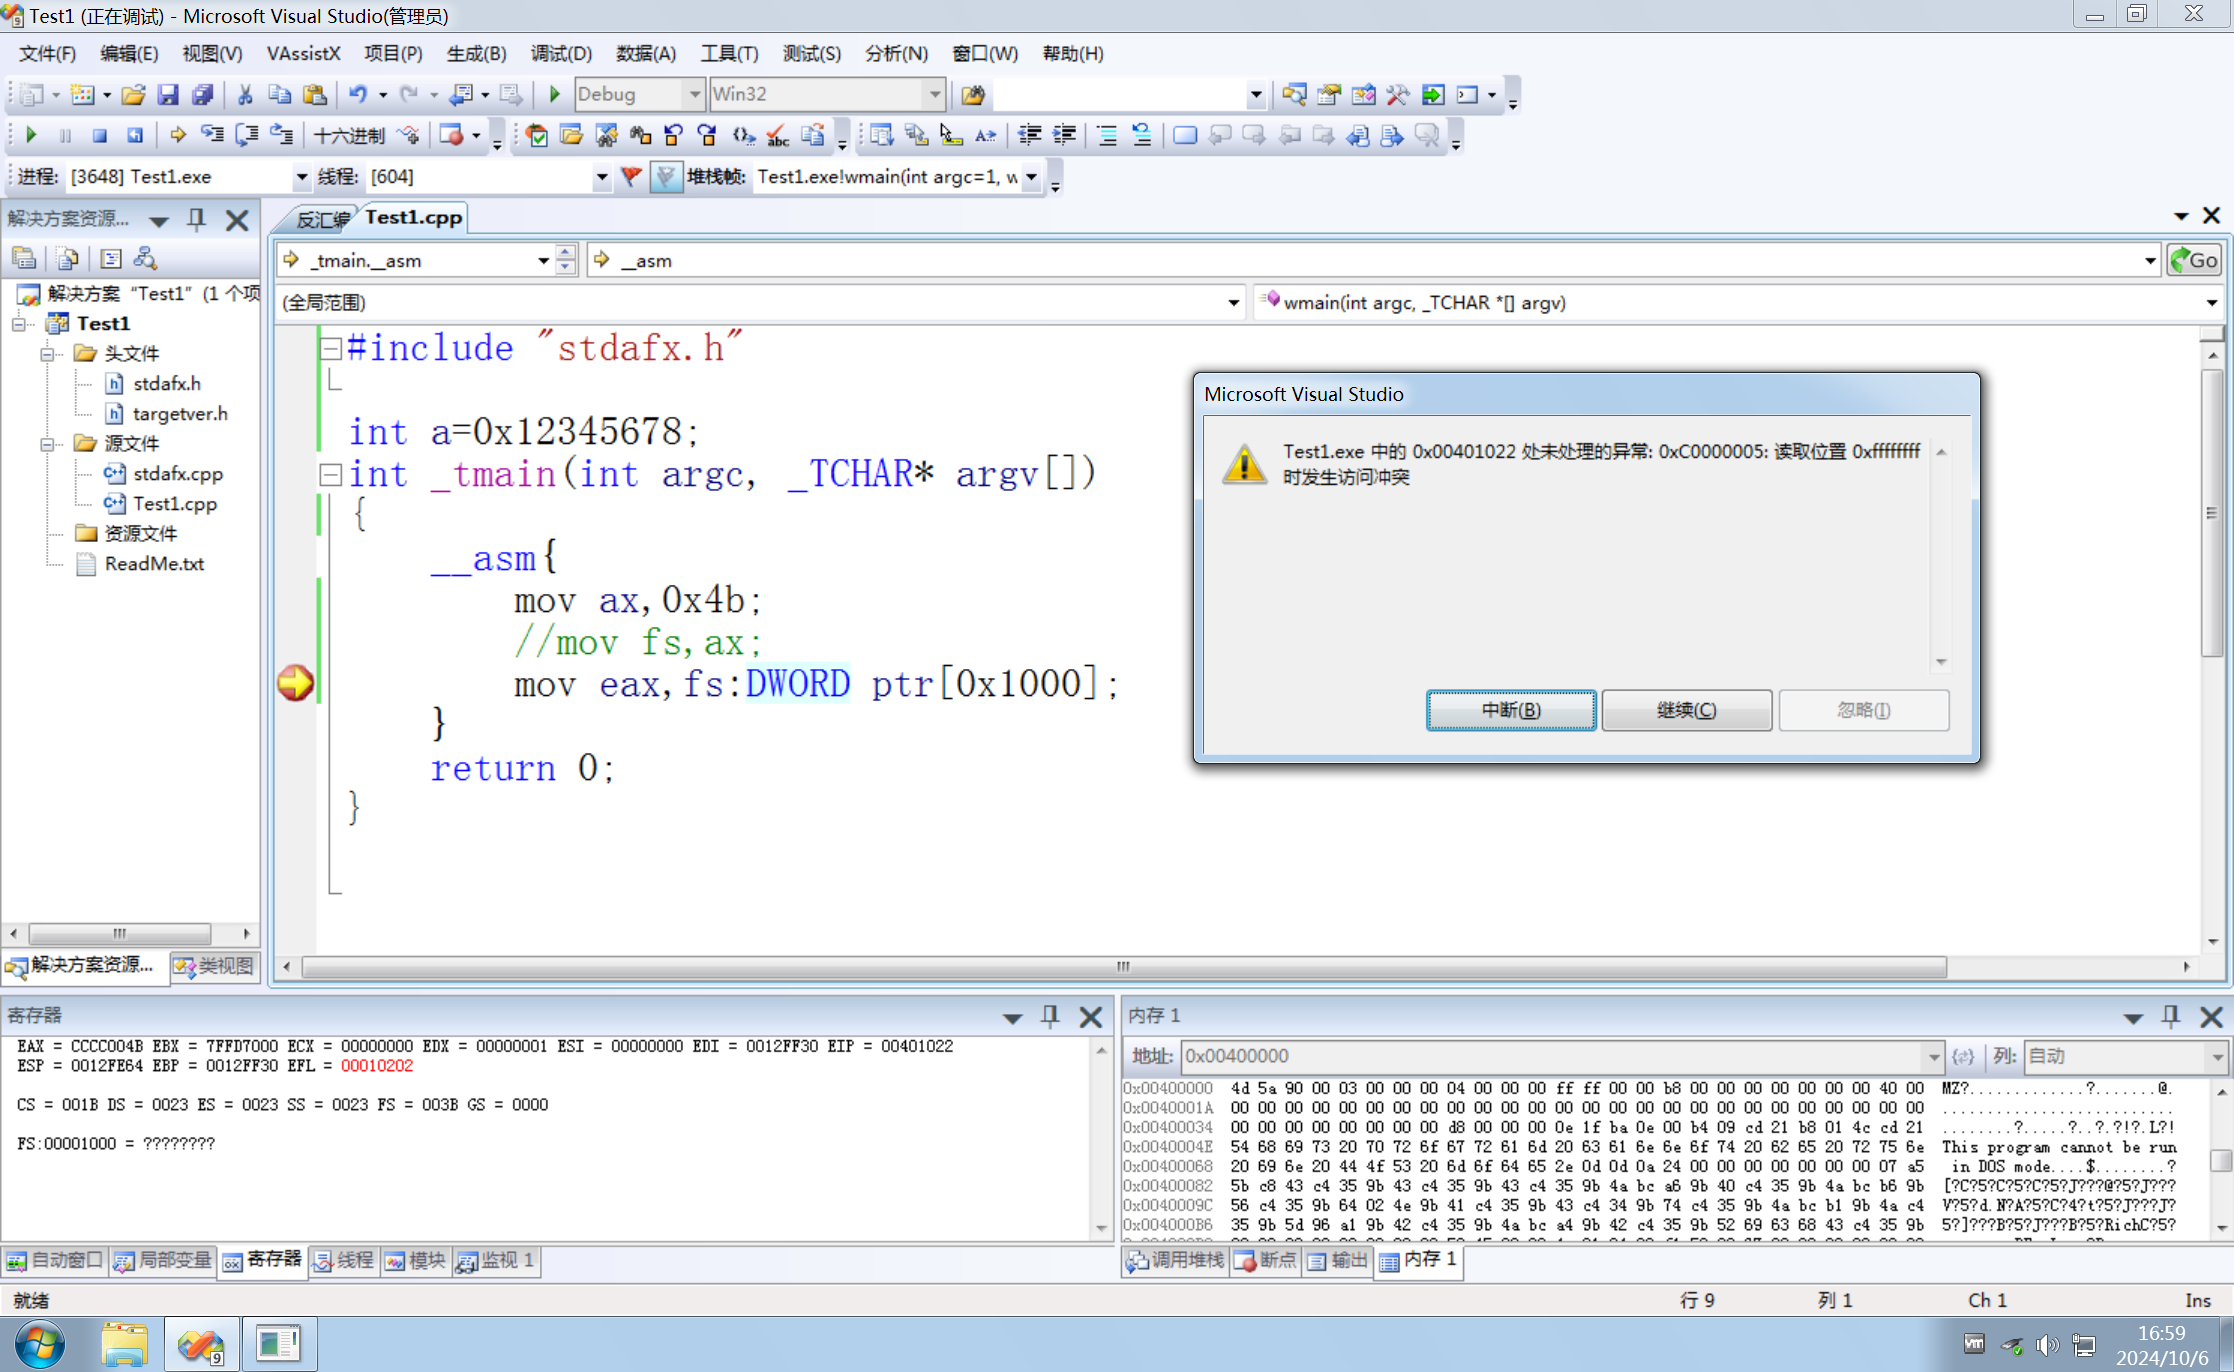 Test1 (正在调试) - Microsoft Visual Studio(管理员)
文件(F) 编辑(E) 视图(V) VAssistX 项目(P) 生成(B) 调试(D) 数据(A) 工具(T) 测试(S) 分析(N) 窗口(W) 帮助(H)
Debug Win32
十六进制
进程: [3648] Test1.exe 线程: [604] 堆栈帧: Test1.exe!wmain(int argc=1, w
解决方案资源...
反汇编 Test1.cpp
_tmain.__asm __asm Go
(全局范围) wmain(int argc, _TCHAR *[] argv)
解决方案 "Test1" (1 个项
Test1
头文件
stdafx.h
targetver.h
源文件
stdafx.cpp
Test1.cpp
资源文件
ReadMe.txt
解决方案资源... 类视图
#include "stdafx.h"
int a=0x12345678;
int _tmain(int argc, _TCHAR* argv[])
{
__asm{
mov ax,0x4b;
//mov fs,ax;
mov eax,fs:DWORD ptr[0x1000];
}
return 0;
}
Microsoft Visual Studio
Test1.exe 中的 0x00401022 处未处理的异常: 0xC0000005: 读取位置 0xffffffff
时发生访问冲突
中断(B) 继续(C) 忽略(I)
寄存器
EAX = CCCC004B EBX = 7FFD7000 ECX = 00000000 EDX = 00000001 ESI = 00000000 EDI = 0012FF30 EIP = 00401022
ESP = 0012FE64 EBP = 0012FF30 EFL = 00010202
CS = 001B DS = 0023 ES = 0023 SS = 0023 FS = 003B GS = 0000
FS:00001000 = ????????
自动窗口 局部变量 寄存器 线程 模块 监视 1
内存 1
地址: 0x00400000 列: 自动
0x00400000 4d 5a 90 00 03 00 00 00 04 00 00 00 ff ff 00 00 b8 00 00 00 00 00 00 00 40 00 MZ?.............?.......@.
0x0040001A 00 00 00 00 00 00 00 00 00 00 00 00 00 00 00 00 00 00 00 00 00 00 00 00 00 00 ..........................
0x00400034 00 00 00 00 00 00 00 00 d8 00 00 00 0e 1f ba 0e 00 b4 09 cd 21 b8 01 4c cd 21 ........?.....?..?.?!?.L?!
0x0040004E 54 68 69 73 20 70 72 6f 67 72 61 6d 20 63 61 6e 6e 6f 74 20 62 65 20 72 75 6e This program cannot be run
0x00400068 20 69 6e 20 44 4f 53 20 6d 6f 64 65 2e 0d 0d 0a 24 00 00 00 00 00 00 00 07 a5 in DOS mode....$........?
0x00400082 5b c8 43 c4 35 9b 43 c4 35 9b 43 c4 35 9b 4a bc a6 9b 40 c4 35 9b 4a bc b6 9b [?C?5?C?5?C?5?J???@?5?J???
0x0040009C 56 c4 35 9b 64 02 4e 9b 41 c4 35 9b 43 c4 34 9b 74 c4 35 9b 4a bc b1 9b 4a c4 V?5?d.N?A?5?C?4?t?5?J???J?
0x004000B6 35 9b 5d 96 a1 9b 42 c4 35 9b 4a bc a4 9b 42 c4 35 9b 52 69 63 68 43 c4 35 9b 5?]???B?5?J???B?5?RichC?5?
调用堆栈 断点 输出 内存 1
就绪 行 9 列 1 Ch 1 Ins
16:59
2024/10/6